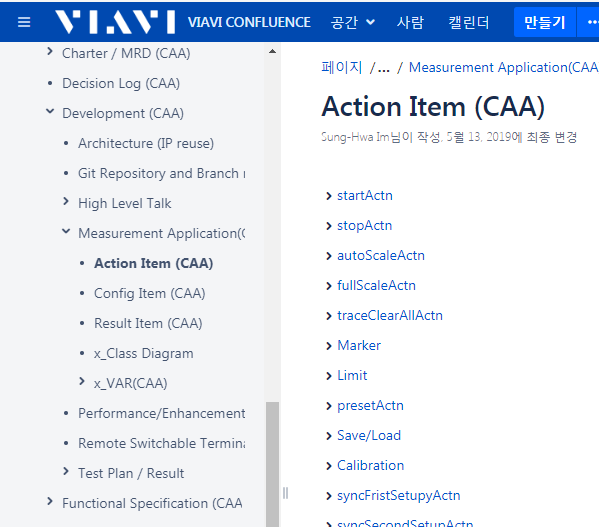 VIAVI VIAVI CONFLUENCE 공간 사람 캘린더 만들기
Charter / MRD (CAA)
Decision Log (CAA)
Development (CAA)
Architecture (IP reuse)
Git Repository and Branch
High Level Talk
Measurement Application(C
Action Item (CAA)
Config Item (CAA)
Result Item (CAA)
x_Class Diagram
x_VAR(CAA)
Performance/Enhancement
Remote Switchable Termina
Test Plan / Result
Functional Specification (CAA
페이지 /... / Measurement Application(CAA
Action Item (CAA)
Sung-Hwa Im님이 작성, 5월 13, 2019에 최종 변경
startActn
stopActn
autoScaleActn
fullScaleActn
traceClearAllActn
Marker
Limit
presetActn
Save/Load
Calibration
syncFristSetupyActn
syncSecondSetupActn